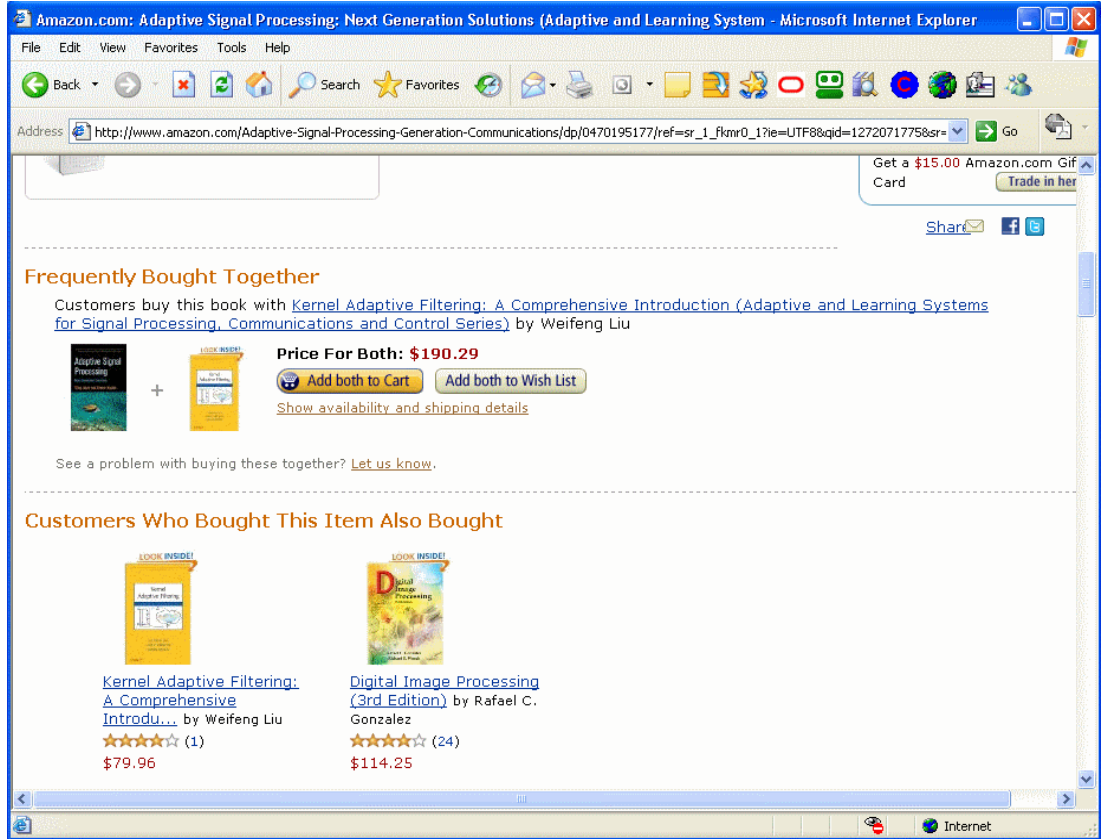 Amazon.com: Adaptive Signal Processing: Next Generation Solutions (Adaptive and Learning System - Microsoft Internet Explorer
File Edit View Favorites Tools Help
Back Search Favorites
Address http://www.amazon.com/Adaptive-Signal-Processing-Generation-Communications/dp/0470195177/ref=sr_1_fkmr0_1?ie=UTF8&qid=1272071775&sr= Go
Get a $15.00 Amazon.com Gif
Card Trade in her
Share
Frequently Bought Together
Customers buy this book with Kernel Adaptive Filtering: A Comprehensive Introduction (Adaptive and Learning Systems
for Signal Processing, Communications and Control Series) by Weifeng Liu
Adaptive Signal
Processing
+
LOOK INSIDE!
Kernel
Adaptive Filtering
Price For Both: $190.29
Add both to Cart Add both to Wish List
Show availability and shipping details
See a problem with buying these together? Let us know.
Customers Who Bought This Item Also Bought
LOOK INSIDE!
Kernel
Adaptive Filtering
Kernel Adaptive Filtering:
A Comprehensive
Introdu... by Weifeng Liu
(1)
$79.96
LOOK INSIDE!
Digital
Image
Processing
Digital Image Processing
(3rd Edition) by Rafael C.
Gonzalez
(24)
$114.25
Internet